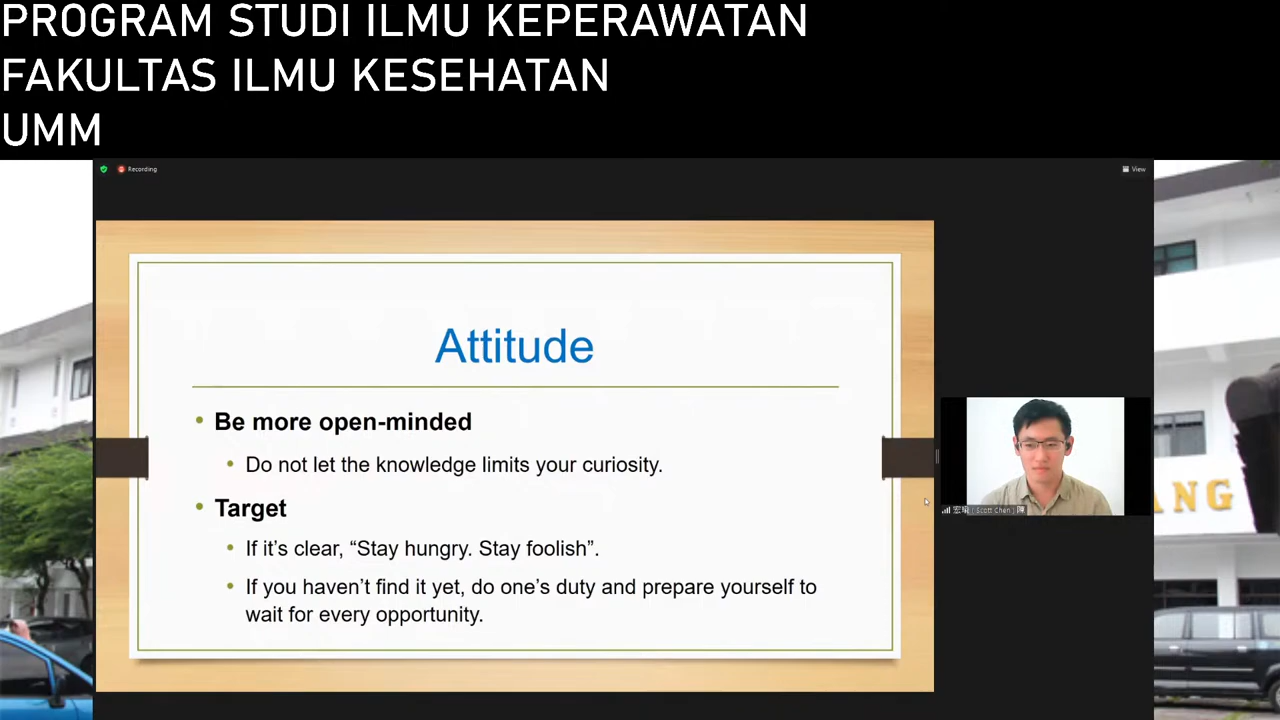 PROGRAM STUDI ILMU KEPERAWATAN
FAKULTAS ILMU KESEHATAN
UMM
Recording
View
Attitude
• Be more open-minded
• Do not let the knowledge limits your curiosity.
• Target
• If it’s clear, “Stay hungry. Stay foolish”.
• If you haven’t find it yet, do one’s duty and prepare yourself to
wait for every opportunity.
( Scott Chen ) 陳
ANG